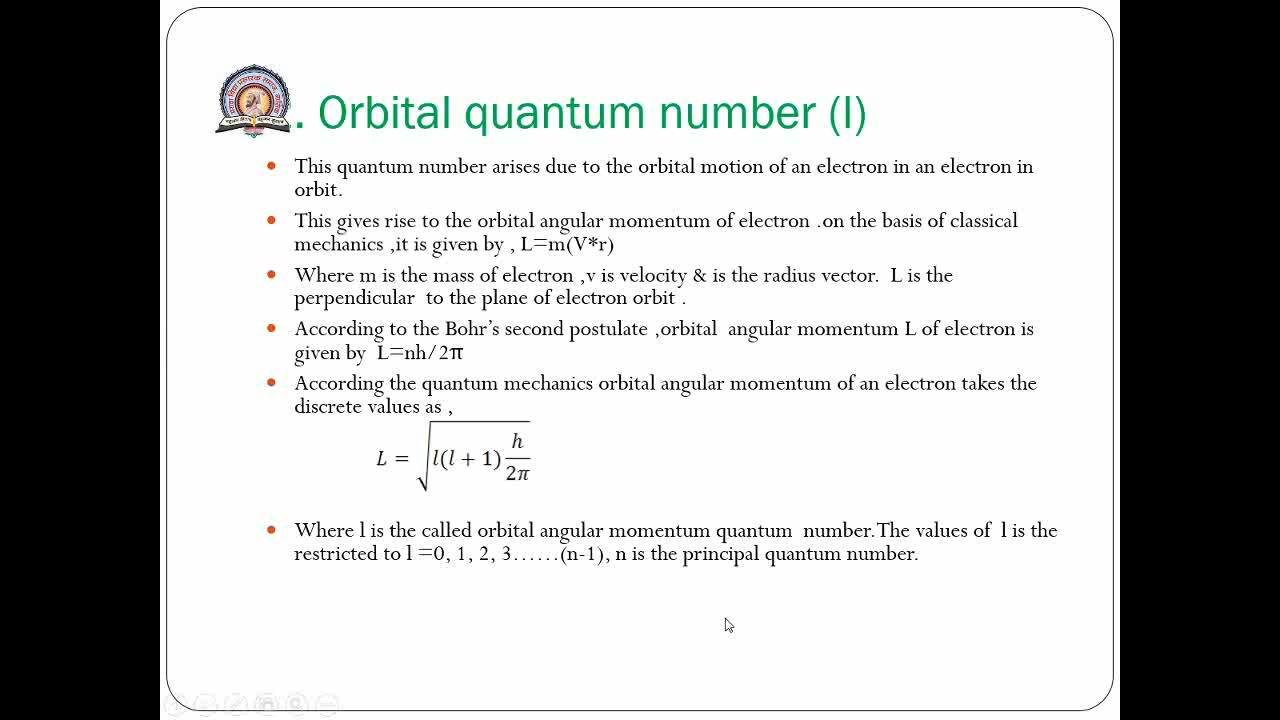 . Orbital quantum number (l)
This quantum number arises due to the orbital motion of an electron in an electron in
orbit.
This gives rise to the orbital angular momentum of electron .on the basis of classical
mechanics ,it is given by , L=m(V*r)
Where m is the mass of electron ,v is velocity & is the radius vector. L is the
perpendicular to the plane of electron orbit .
According to the Bohr's second postulate ,orbital angular momentum L of electron is
given by L=nh/2π
According the quantum mechanics orbital angular momentum of an electron takes the
discrete values as ,
L = √(l(l + 1) h/2π)
Where l is the called orbital angular momentum quantum number.The values of l is the
restricted to l =0, 1, 2, 3......(n-1), n is the principal quantum number.